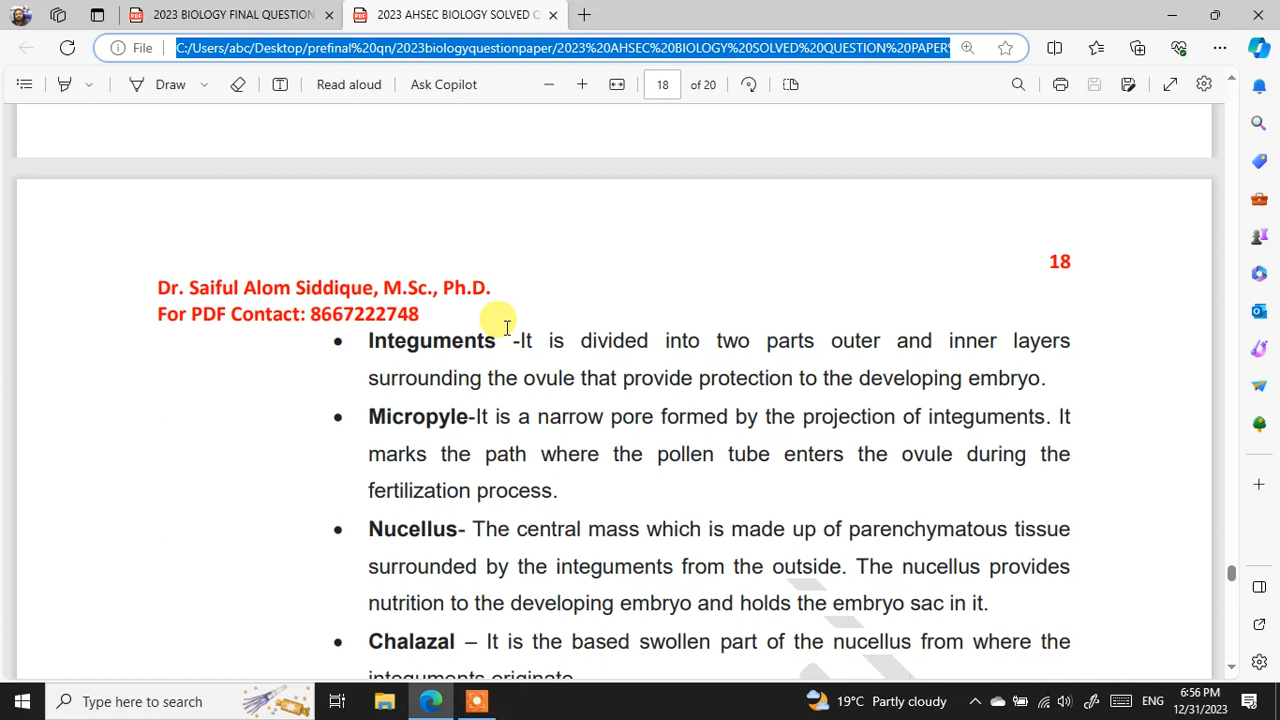 2023 BIOLOGY FINAL QUESTION
2023 AHSEC BIOLOGY SOLVED Q
File
C:/Users/abc/Desktop/prefinal%20qn/2023biologyquestionpaper/2023%20AHSEC%20BIOLOGY%20SOLVED%20QUESTION%20PAPER%
Draw
Read aloud
Ask Copilot
18 of 20
18
Dr. Saiful Alom Siddique, M.Sc., Ph.D.
For PDF Contact: 8667222748
• Integuments -It is divided into two parts outer and inner layers
surrounding the ovule that provide protection to the developing embryo.
• Micropyle-It is a narrow pore formed by the projection of integuments. It
marks the path where the pollen tube enters the ovule during the
fertilization process.
• Nucellus- The central mass which is made up of parenchymatous tissue
surrounded by the integuments from the outside. The nucellus provides
nutrition to the developing embryo and holds the embryo sac in it.
• Chalazal – It is the based swollen part of the nucellus from where the
integuments originate.
Type here to search
19°C Partly cloudy
ENG
6:56 PM
12/31/2023